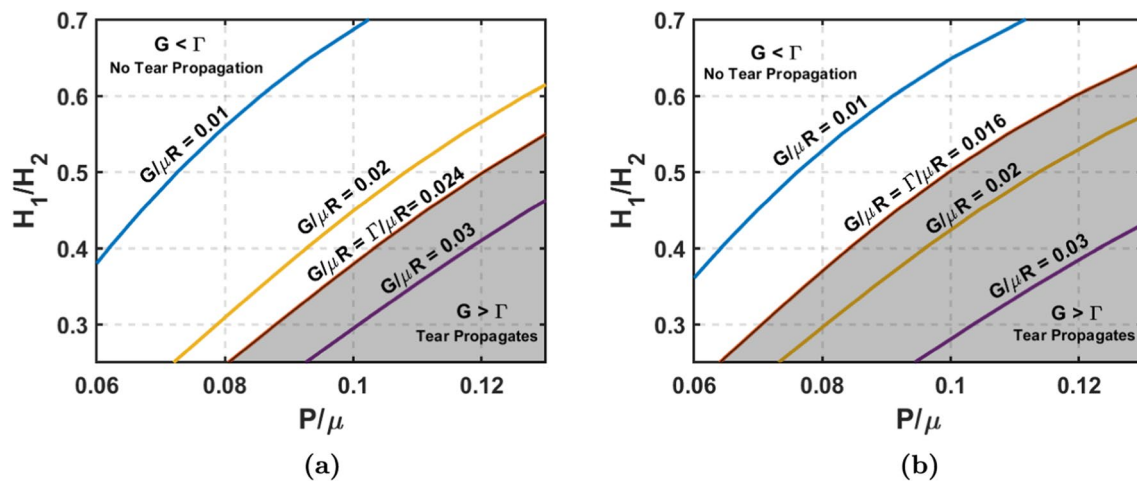 0.7
0.6
0.5
0.4
0.3
H₁/H₂
G < Γ
No Tear Propagation
G/μR = 0.01
G/μR = 0.02
G/μR = Γ/μR= 0.024
G/μR = 0.03
G > Γ
Tear Propagates
0.06 0.08 0.1 0.12
P/μ
(a)
0.7
0.6
0.5
0.4
0.3
H₁/H₂
G < Γ
No Tear Propagation
G/μR = 0.01
G/μR = Γ/μR = 0.016
G/μR = 0.02
G/μR = 0.03
G > Γ
Tear Propagates
0.06 0.08 0.1 0.12
P/μ
(b)